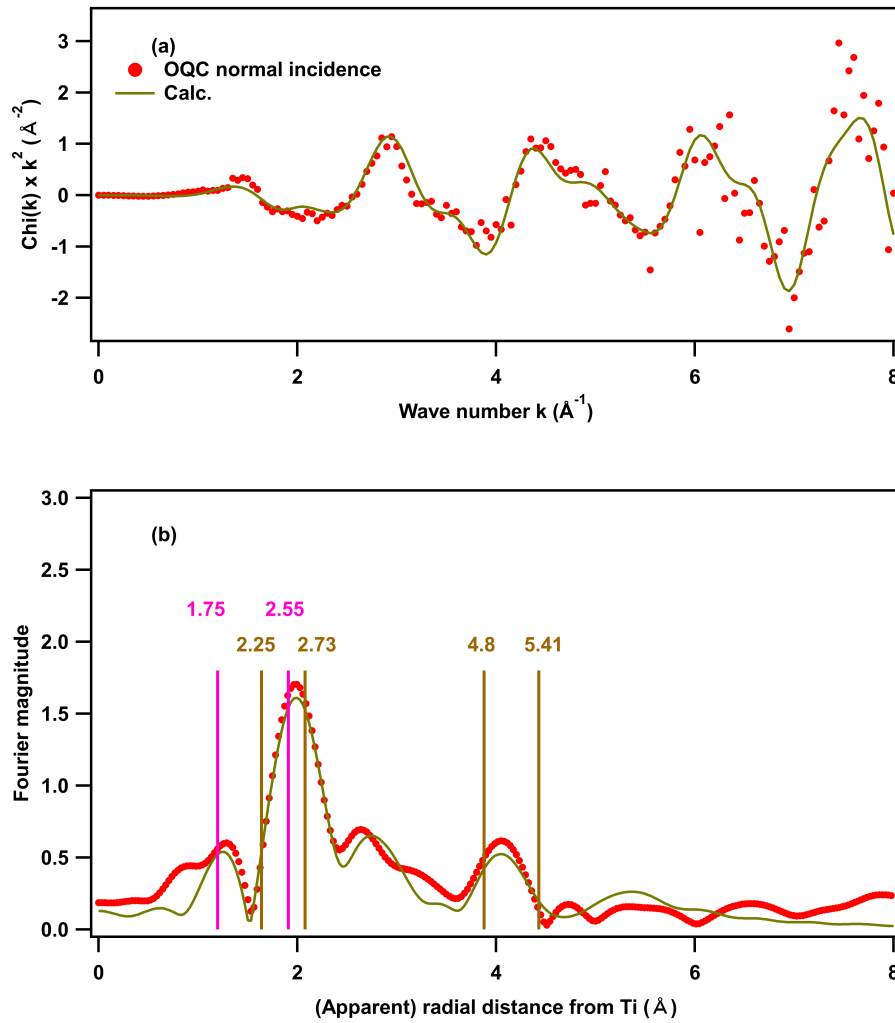 (a)
OQC normal incidence
Calc.
Chi(k) x k² (Å⁻²)
3
2
1
0
-1
-2
0 2 4 6 8
Wave number k (Å⁻¹)
(b)
Fourier magnitude
3.0
2.5
2.0
1.5
1.0
0.5
0.0
1.75 2.55
2.25 2.73 4.8 5.41
0 2 4 6 8
(Apparent) radial distance from Ti (Å)